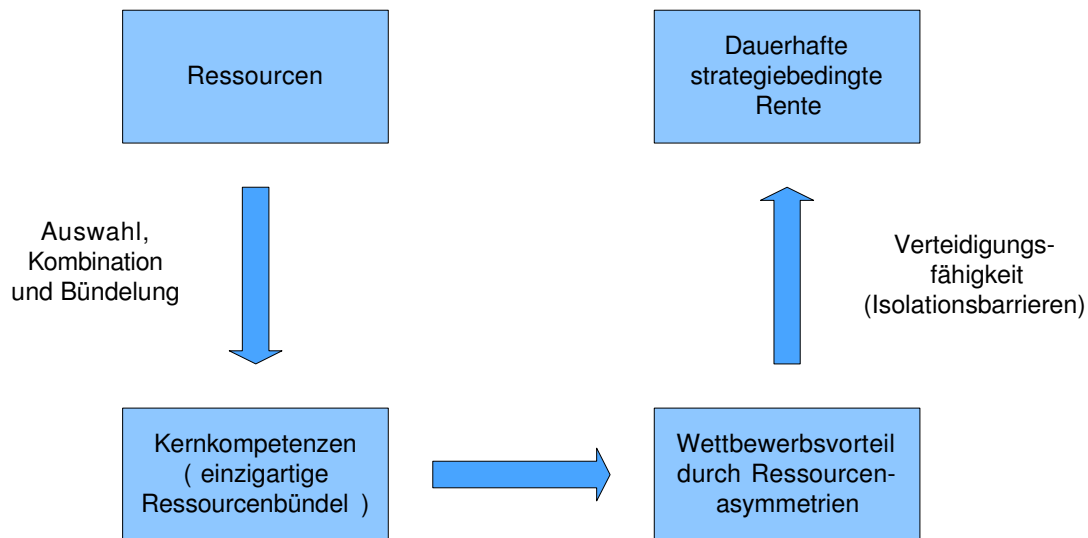 Ressourcen
Dauerhafte
strategiebedingte
Rente
Auswahl,
Kombination
und Bündelung
Verteidigungs-
fähigkeit
(Isolationsbarrieren)
Kernkompetenzen
( einzigartige
Ressourcenbündel )
Wettbewerbsvorteil
durch Ressourcen-
asymmetrien